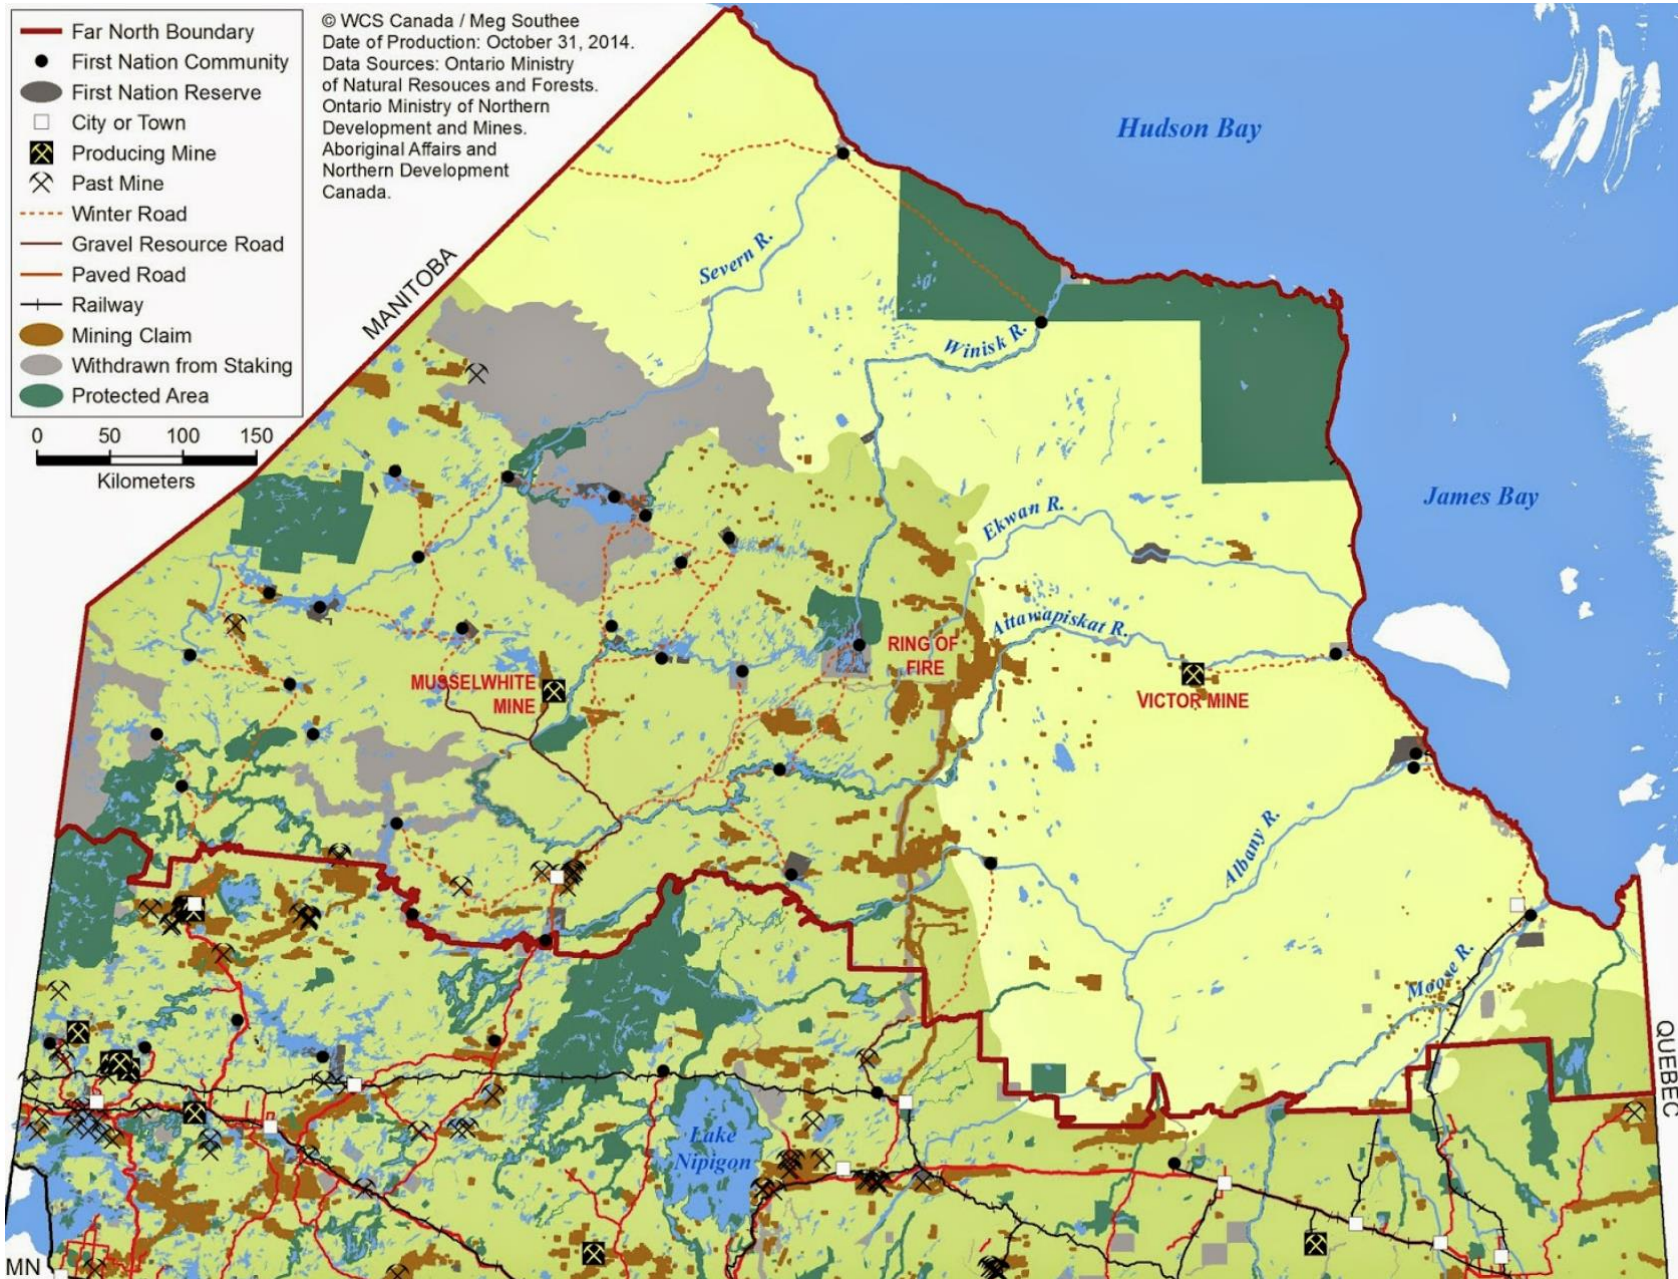 Far North Boundary
First Nation Community
First Nation Reserve
City or Town
Producing Mine
Past Mine
Winter Road
Gravel Resource Road
Paved Road
Railway
Mining Claim
Withdrawn from Staking
Protected Area
0 50 100 150
Kilometers
© WCS Canada / Meg Southee
Date of Production: October 31, 2014.
Data Sources: Ontario Ministry
of Natural Resouces and Forests.
Ontario Ministry of Northern
Development and Mines.
Aboriginal Affairs and
Northern Development
Canada.
Hudson Bay
MANITOBA
Severn R.
Winisk R.
James Bay
Ekwan R.
Attawapiskat R.
RING OF
FIRE
MUSSELWHITE
MINE
VICTOR MINE
Albany R.
Moose R.
QUEBEC
Lake
Nipigon
MN